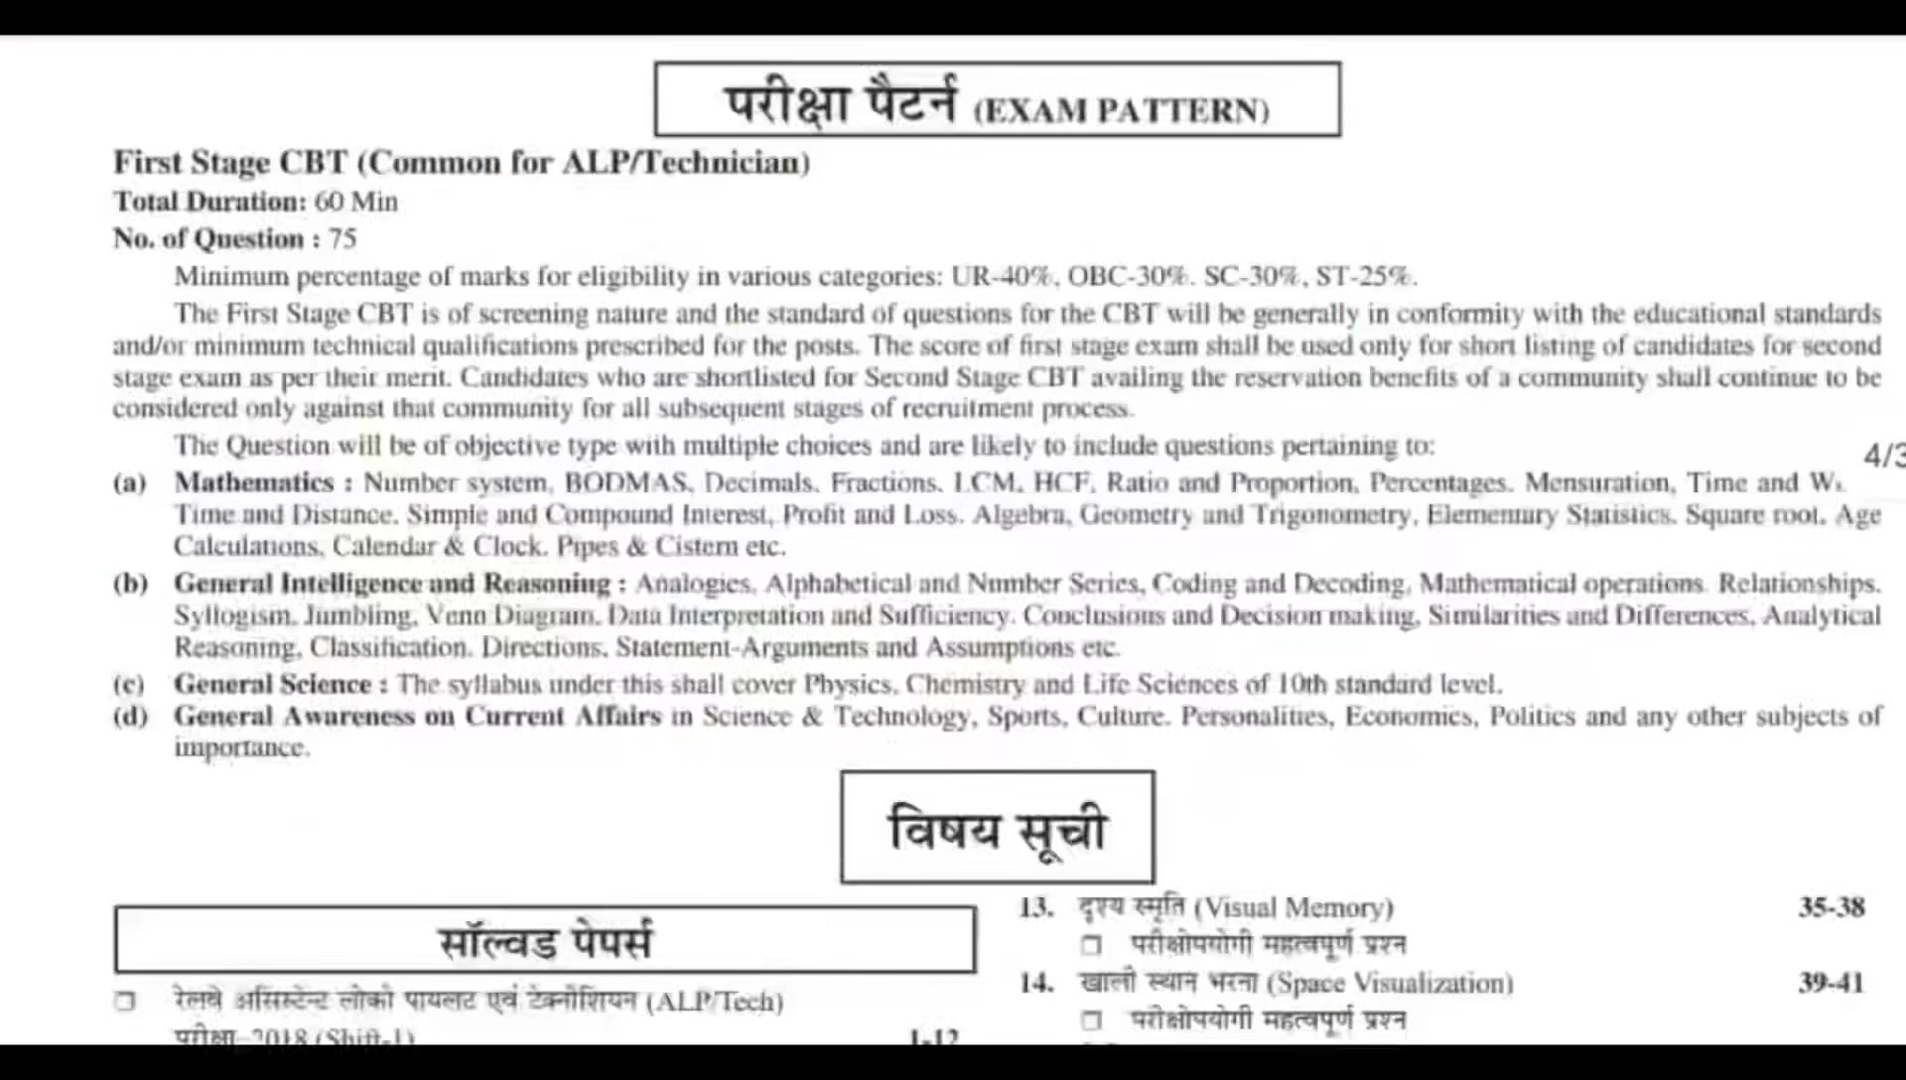 परीक्षा पैटर्न (EXAM PATTERN)
First Stage CBT (Common for ALP/Technician)
Total Duration: 60 Min
No. of Question : 75
Minimum percentage of marks for eligibility in various categories: UR-40%, OBC-30%. SC-30%, ST-25%.
The First Stage CBT is of screening nature and the standard of questions for the CBT will be generally in conformity with the educational standards
and/or minimum technical qualifications prescribed for the posts. The score of first stage exam shall be used only for short listing of candidates for second
stage exam as per their merit. Candidates who are shortlisted for Second Stage CBT availing the reservation benefits of a community shall continue to be
considered only against that community for all subsequent stages of recruitment process.
The Question will be of objective type with multiple choices and are likely to include questions pertaining to:
4/3
(a) Mathematics : Number system, BODMAS, Decimals, Fractions, LCM, HCF, Ratio and Proportion, Percentages, Mensuration, Time and
Time and Distance, Simple and Compound Interest, Profit and Loss, Algebra, Geometry and Trigonometry, Elementary Statistics, Square root, Age
Calculations, Calendar & Clock, Pipes & Cistern etc.
(b) General Intelligence and Reasoning : Analogies, Alphabetical and Number Series, Coding and Decoding, Mathematical operations, Relationships,
Syllogism, Jumbling, Venn Diagram, Data Interpretation and Sufficiency, Conclusions and Decision making, Similarities and Differences, Analytical
Reasoning, Classification, Directions, Statement-Arguments and Assumptions etc.
(c) General Science : The syllabus under this shall cover Physics, Chemistry and Life Sciences of 10th standard level.
(d) General Awareness on Current Affairs in Science & Technology, Sports, Culture, Personalities, Economics, Politics and any other subjects of
importance.
विषय सूची
सॉल्वड पेपर्स
रेलवे असिस्टेन्ट लोको पायलट एवं टेक्नीशियन (ALP/Tech)
परीक्षा-2018 (Shift-I) 1-12
13. दृश्य स्मृति (Visual Memory) 35-38
परीक्षोपयोगी महत्वपूर्ण प्रश्न
14. खाली स्थान भरना (Space Visualization) 39-41
परीक्षोपयोगी महत्वपूर्ण प्रश्न